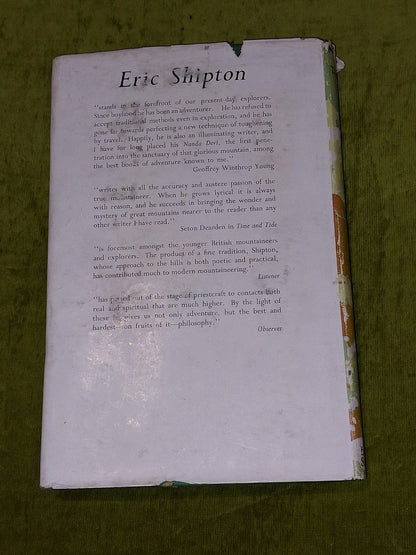 Eric Shipton
"stands in the forefront of our present-day explorers.
Since boyhood he has been an adventurer. He has refused to
accept traditional methods even in exploration, and he has
gone far towards perfecting a new technique of toughening
by travel. Happily, he is also an illuminating writer, and
I have for long placed his Nanda Devi, the first pene-
tration into the sanctuary of that glorious mountain, among
the best books of adventure known to me."
Geoffrey Winthrop Young
"writes with all the accuracy and austere passion of the
true mountaineer. When he grows lyrical it is always
with reason, and he succeeds in bringing the wonder and
mystery of great mountains nearer to the reader than any
other writer I have read."
Seton Dearden in Time and Tide
"is foremost amongst the younger British mountaineers
and explorers. The product of a fine tradition, Shipton,
whose approach to the hills is both poetic and practical,
has contributed much to modern mountaineering."
Listener
"has passed out of the stage of priestcraft to contacts both
real and spiritual that are much higher. By the light of
these he gives us not only adventure, but the best and
hardest-won fruits of it—philosophy."
Observer